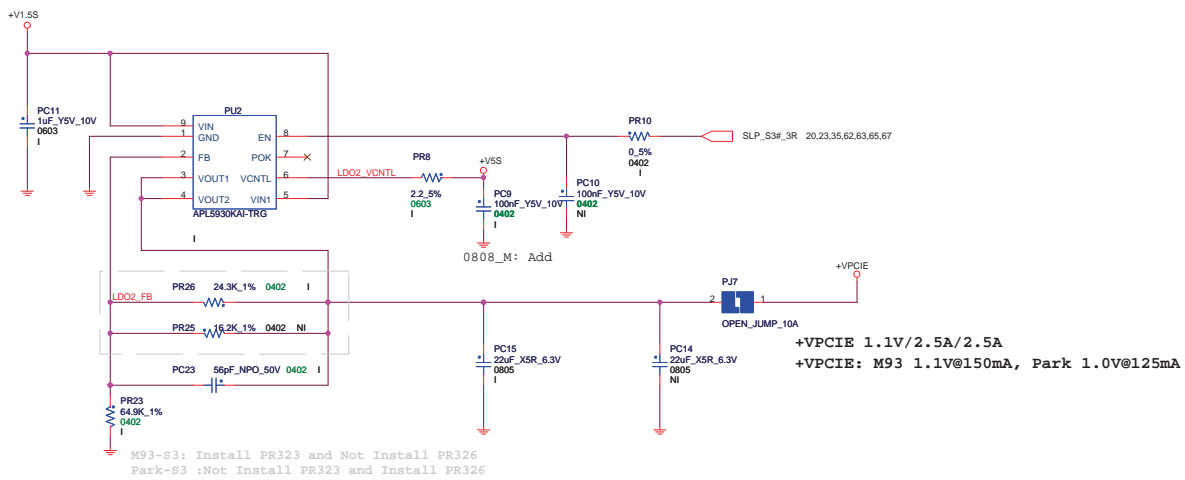 +V1.5S
PC11
1uF_Y5V_10V
0603
I
PU2
9 VIN
1 GND
2 FB
3 VOUT1
4 VOUT2
EN 8
POK 7
VCNTL 6
VIN1 5
APL5930KAI-TRG
I
LDO2_VCNTL
PR8
2.2_5%
0603
I
+V5S
PC9
100nF_Y5V_10V
0402
I
0808_M: Add
PC10
100nF_Y5V_10V
0402
NI
PR10
0_5%
0402
I
SLP_S3#_3R 20,23,35,62,63,65,67
LDO2_FB
PR26 24.3K_1% 0402 I
PR25 16.2K_1% 0402 NI
PC23 56pF_NPO_50V 0402 I
PR23
64.9K_1%
0402
I
PC15
22uF_X5R_6.3V
0805
I
PC14
22uF_X5R_6.3V
0805
NI
PJ7
2 1
OPEN_JUMP_10A
+VPCIE
+VPCIE 1.1V/2.5A/2.5A
+VPCIE: M93 1.1V@150mA, Park 1.0V@125mA
M93-S3: Install PR323 and Not Install PR326
Park-S3 :Not Install PR323 and Install PR326